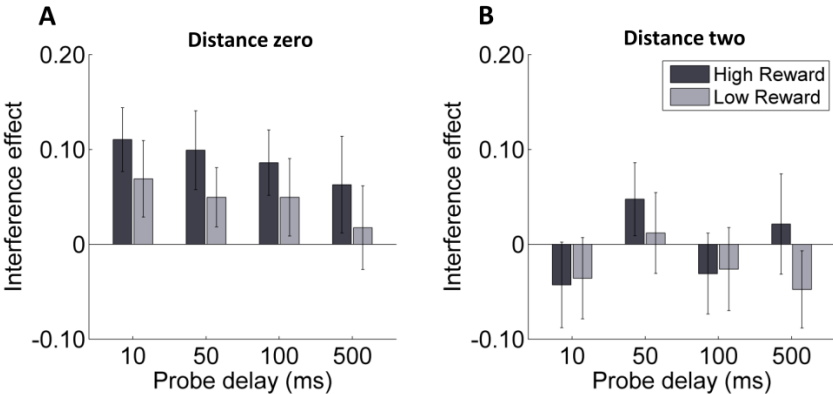 A
Distance zero
0.20
0.10
0
-0.10
Interference effect
10 50 100 500
Probe delay (ms)
B
Distance two
High Reward
Low Reward
0.20
0.10
0
-0.10
Interference effect
10 50 100 500
Probe delay (ms)